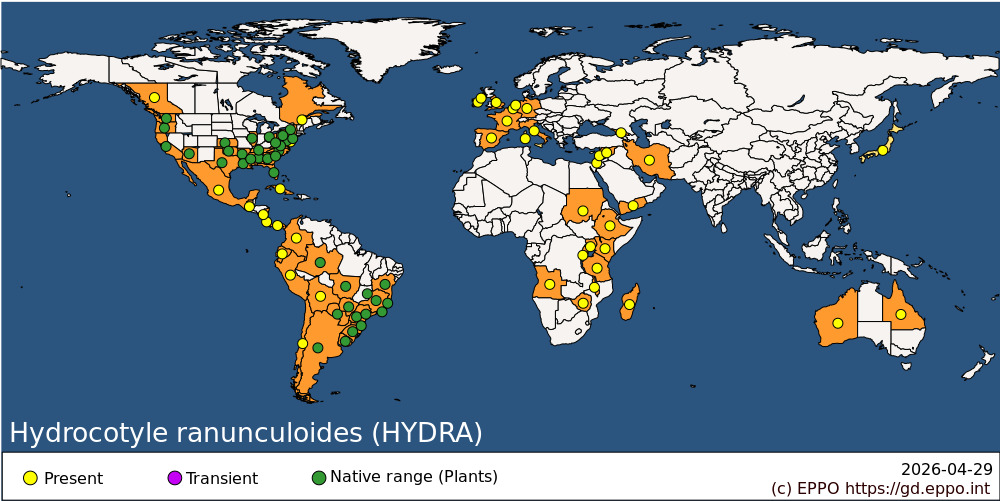 Hydrocotyle ranunculoides (HYDRA)
Present
Transient
Native range (Plants)
2026-04-29
(c) EPPO https://gd.eppo.int